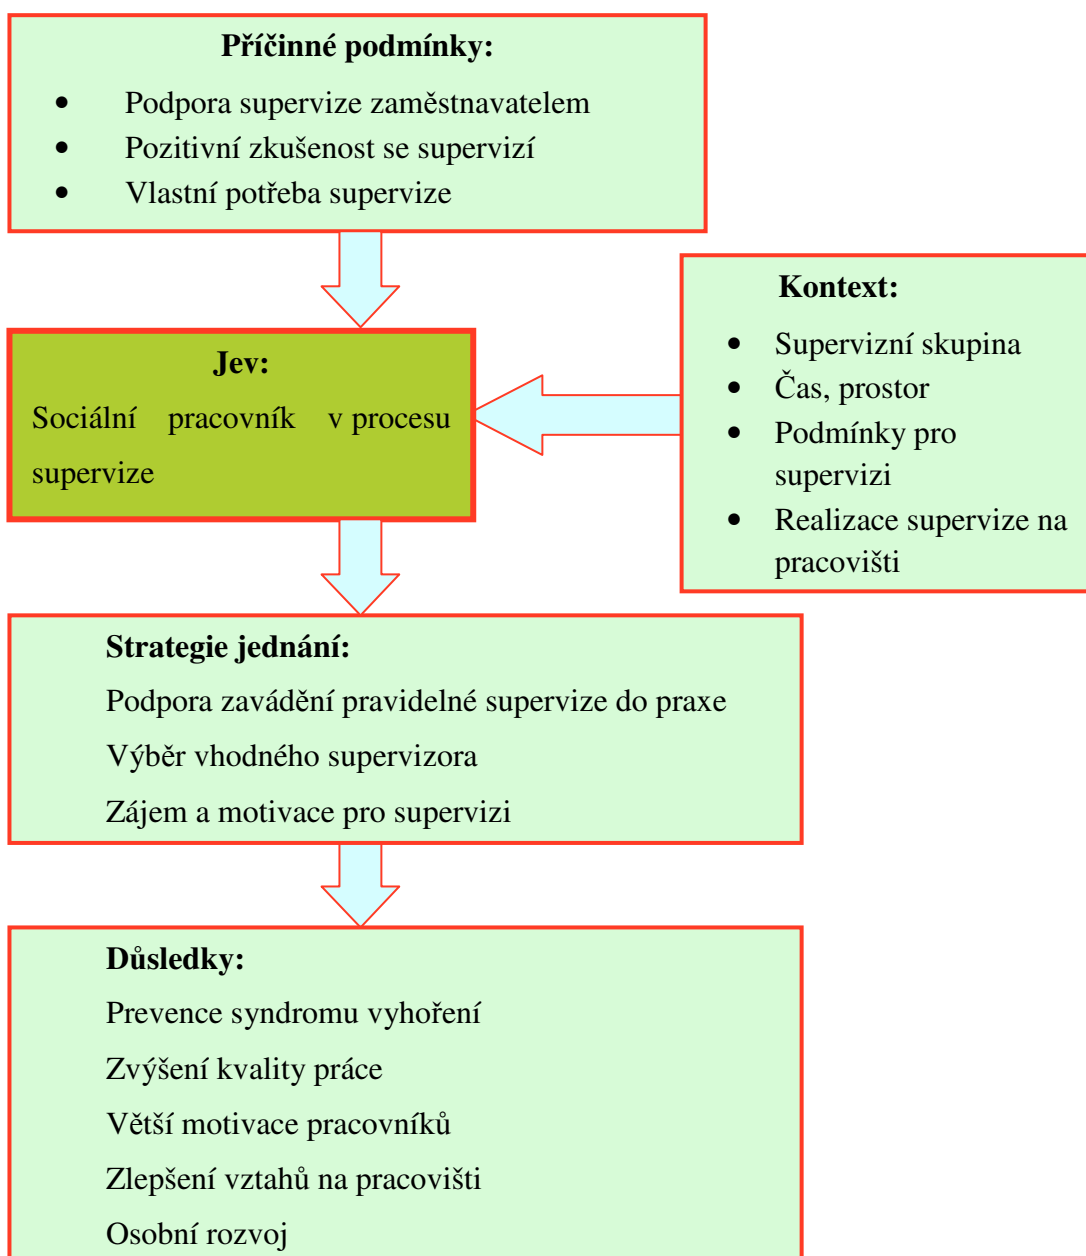 Příčinné podmínky:
• Podpora supervize zaměstnavatelem
• Pozitivní zkušenost se supervizí
• Vlastní potřeba supervize
Kontext:
• Supervizní skupina
• Čas, prostor
• Podmínky pro
supervizi
• Realizace supervize na
pracovišti
Jev:
Sociální pracovník v procesu
supervize
Strategie jednání:
Podpora zavádění pravidelné supervize do praxe
Výběr vhodného supervizora
Zájem a motivace pro supervizi
Důsledky:
Prevence syndromu vyhoření
Zvýšení kvality práce
Větší motivace pracovníků
Zlepšení vztahů na pracovišti
Osobní rozvoj